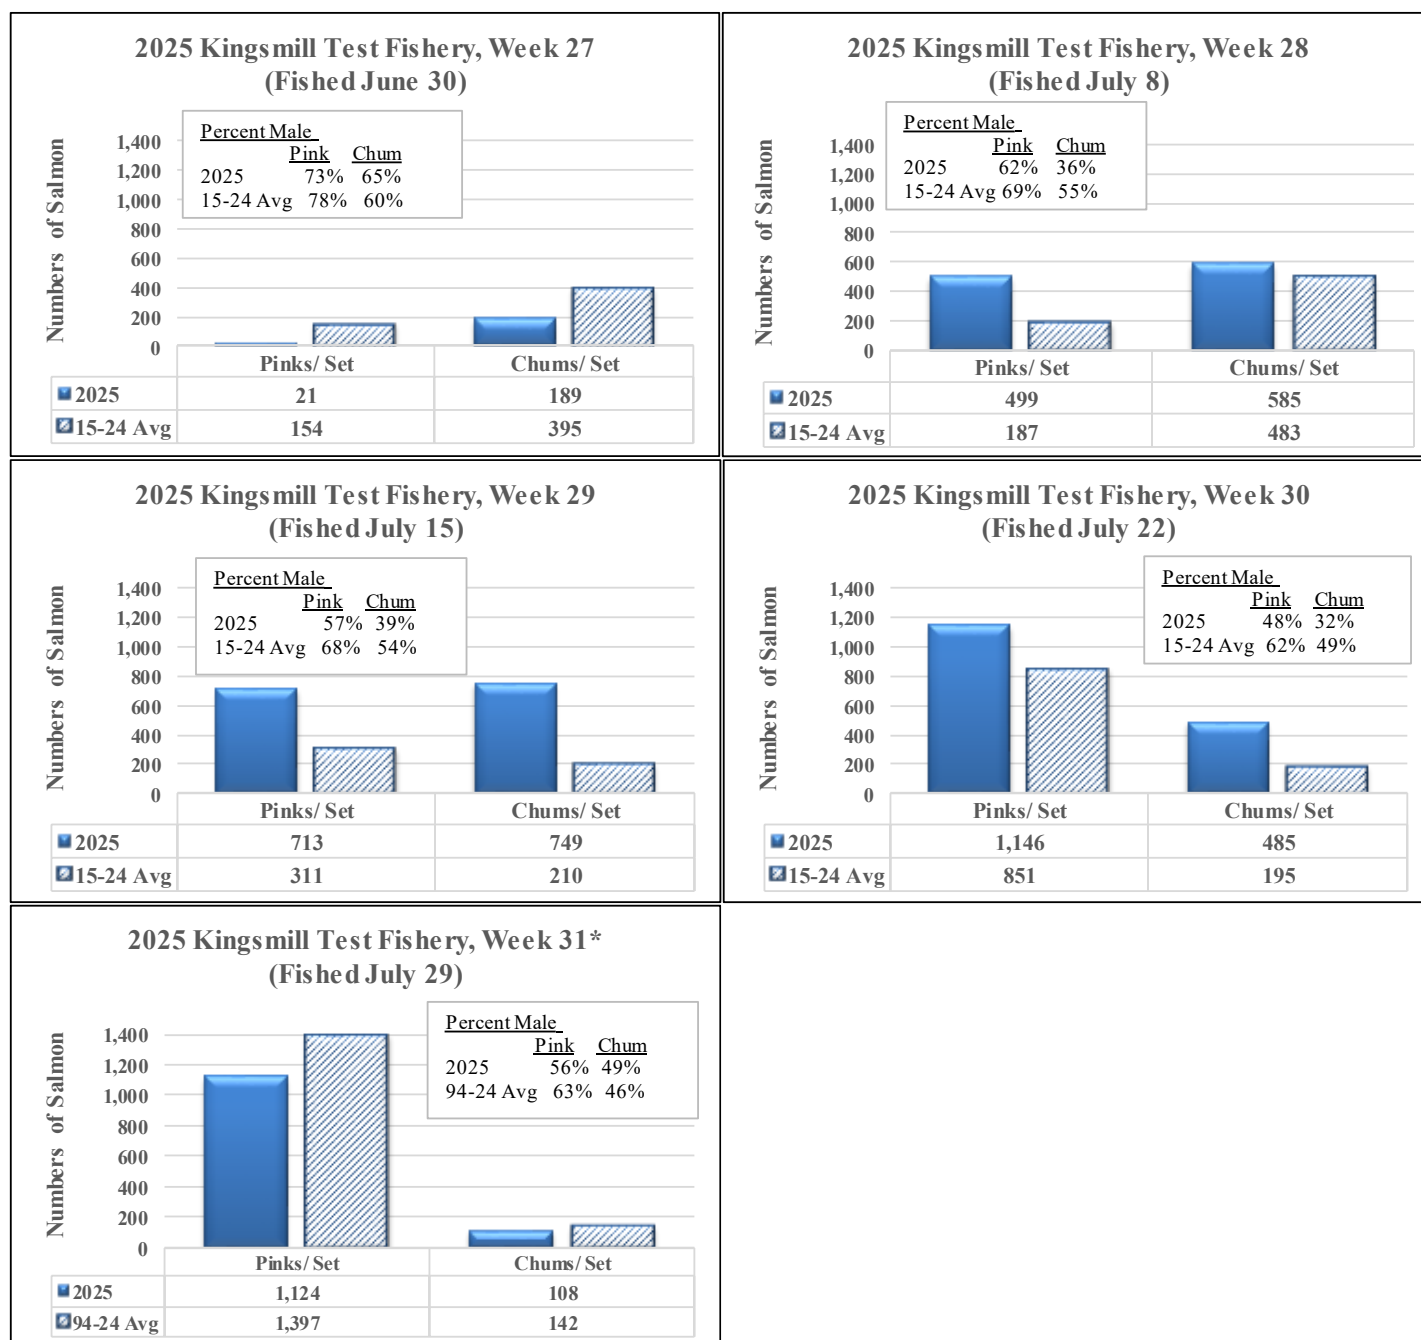 2025 Kingsmill Test Fishery, Week 27
(Fished June 30)
Numbers of Salmon
1,400
1,200
1,000
800
600
400
200
0
Percent Male
Pink Chum
2025 73% 65%
15-24 Avg 78% 60%
Pinks/ Set Chums/ Set
2025 21 189
15-24 Avg 154 395
2025 Kingsmill Test Fishery, Week 28
(Fished July 8)
Numbers of Salmon
1,400
1,200
1,000
800
600
400
200
0
Percent Male
Pink Chum
2025 62% 36%
15-24 Avg 69% 55%
Pinks/ Set Chums/ Set
2025 499 585
15-24 Avg 187 483
2025 Kingsmill Test Fishery, Week 29
(Fished July 15)
Numbers of Salmon
1,400
1,200
1,000
800
600
400
200
0
Percent Male
Pink Chum
2025 57% 39%
15-24 Avg 68% 54%
Pinks/ Set Chums/ Set
2025 713 749
15-24 Avg 311 210
2025 Kingsmill Test Fishery, Week 30
(Fished July 22)
Numbers of Salmon
1,400
1,200
1,000
800
600
400
200
0
Percent Male
Pink Chum
2025 48% 32%
15-24 Avg 62% 49%
Pinks/ Set Chums/ Set
2025 1,146 485
15-24 Avg 851 195
2025 Kingsmill Test Fishery, Week 31*
(Fished July 29)
Numbers of Salmon
1,400
1,200
1,000
800
600
400
200
0
Percent Male
Pink Chum
2025 56% 49%
94-24 Avg 63% 46%
Pinks/ Set Chums/ Set
2025 1,124 108
94-24 Avg 1,397 142